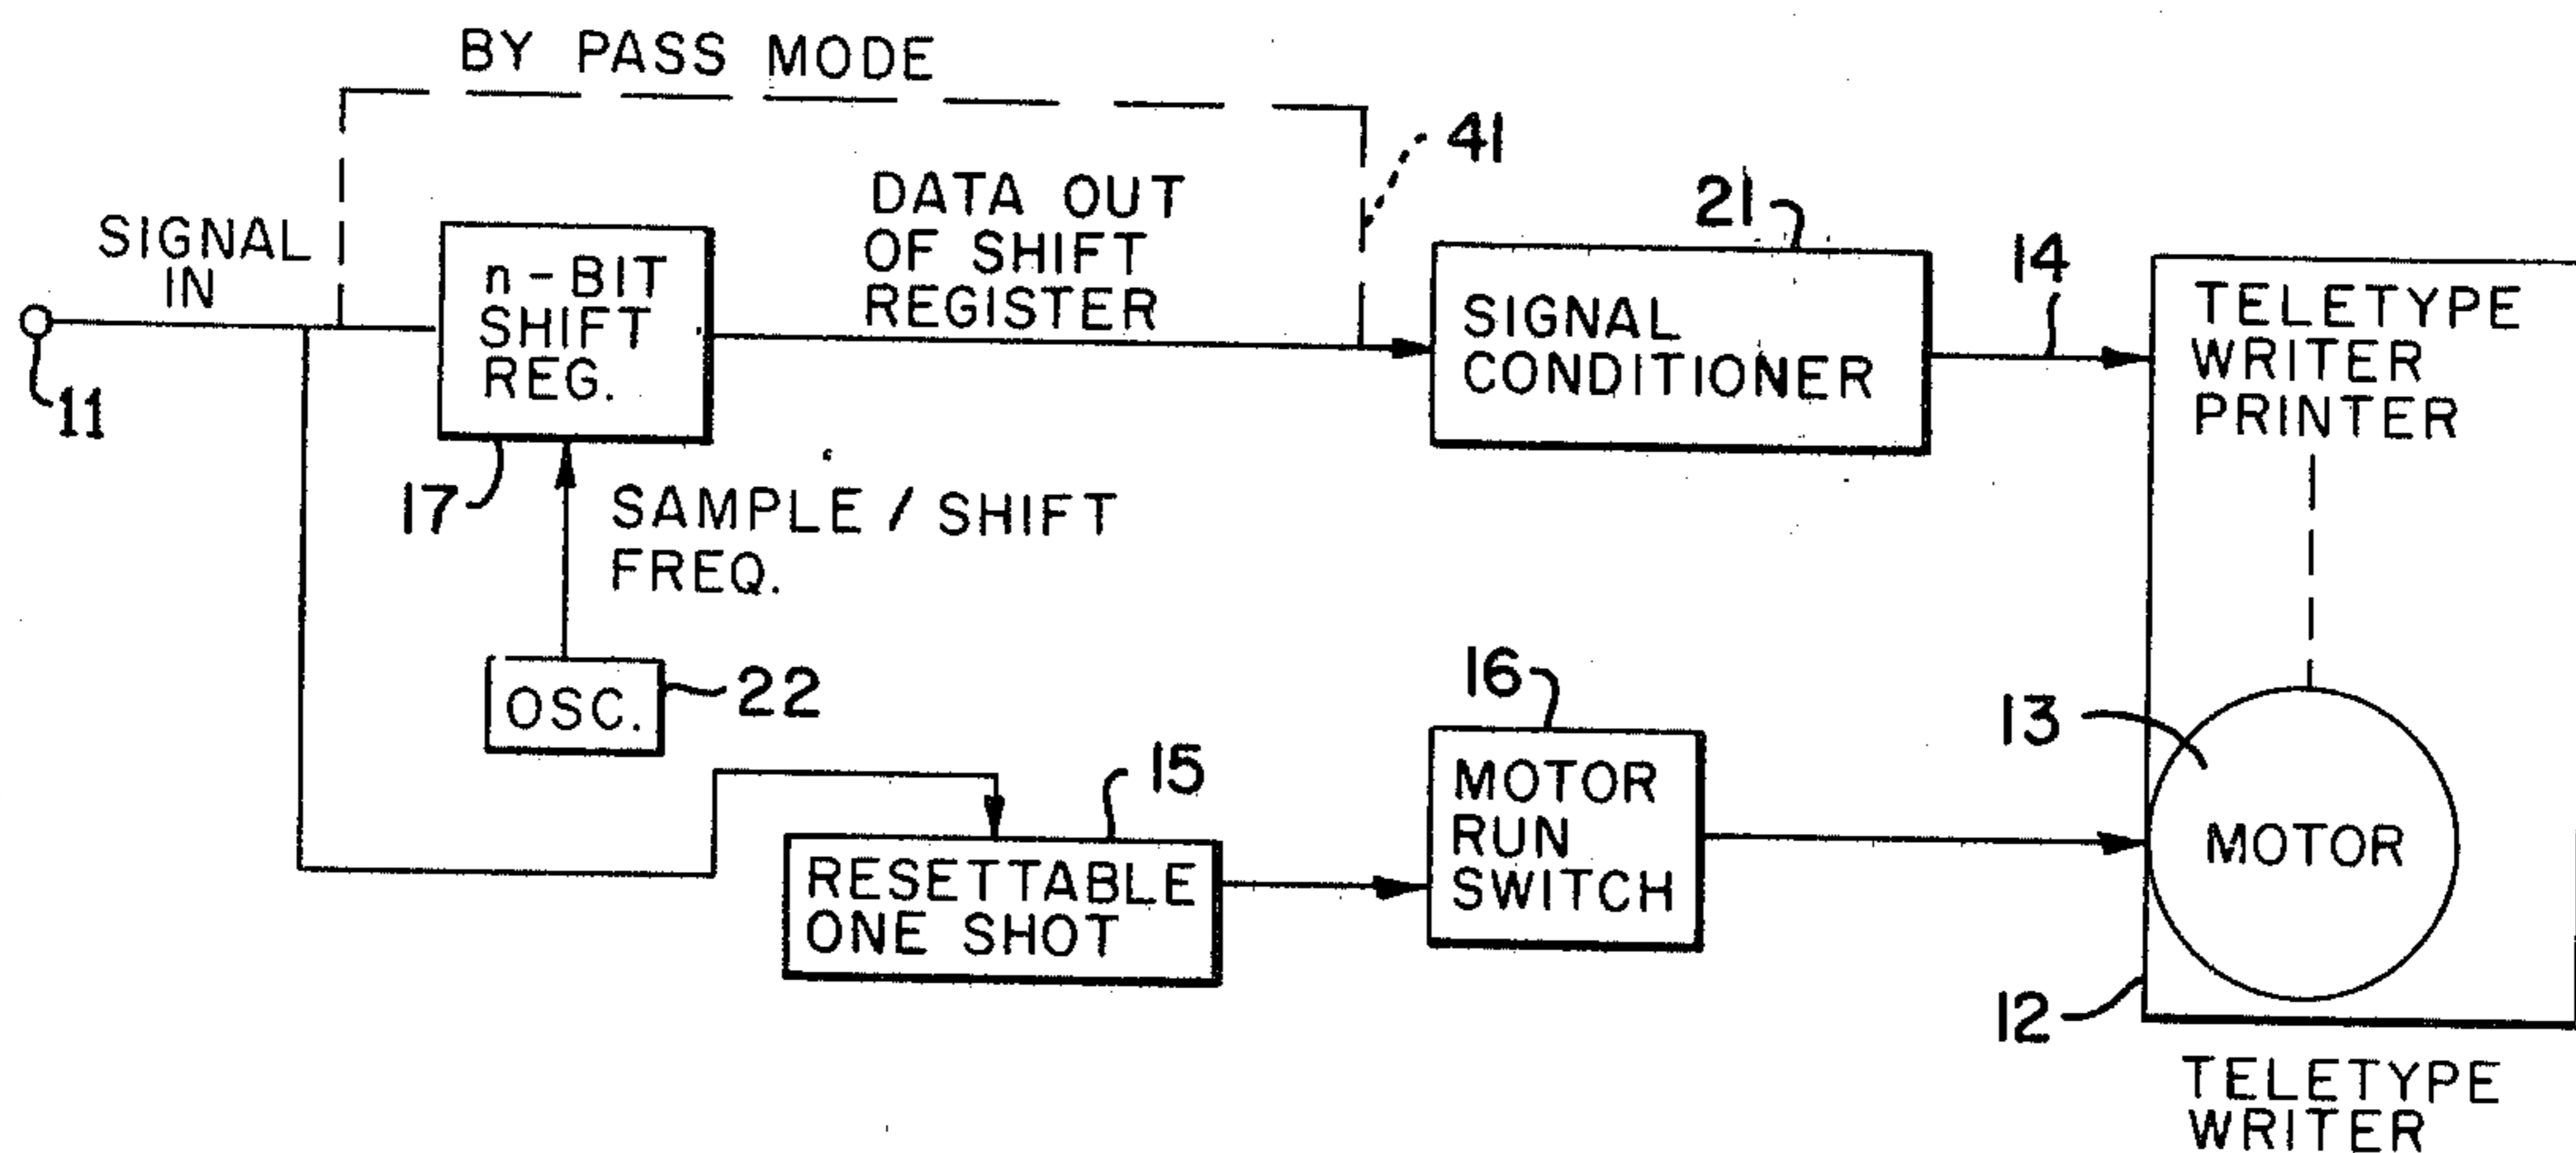 BY PASS MODE
41
SIGNAL
IN
11
n-BIT
SHIFT
REG.
17
DATA OUT
OF SHIFT
REGISTER
21
SIGNAL
CONDITIONER
14
TELETYPE
WRITER
PRINTER
SAMPLE / SHIFT
FREQ.
OSC.
22
15
RESETTABLE
ONE SHOT
16
MOTOR
RUN
SWITCH
13
MOTOR
12
TELETYPE
WRITER